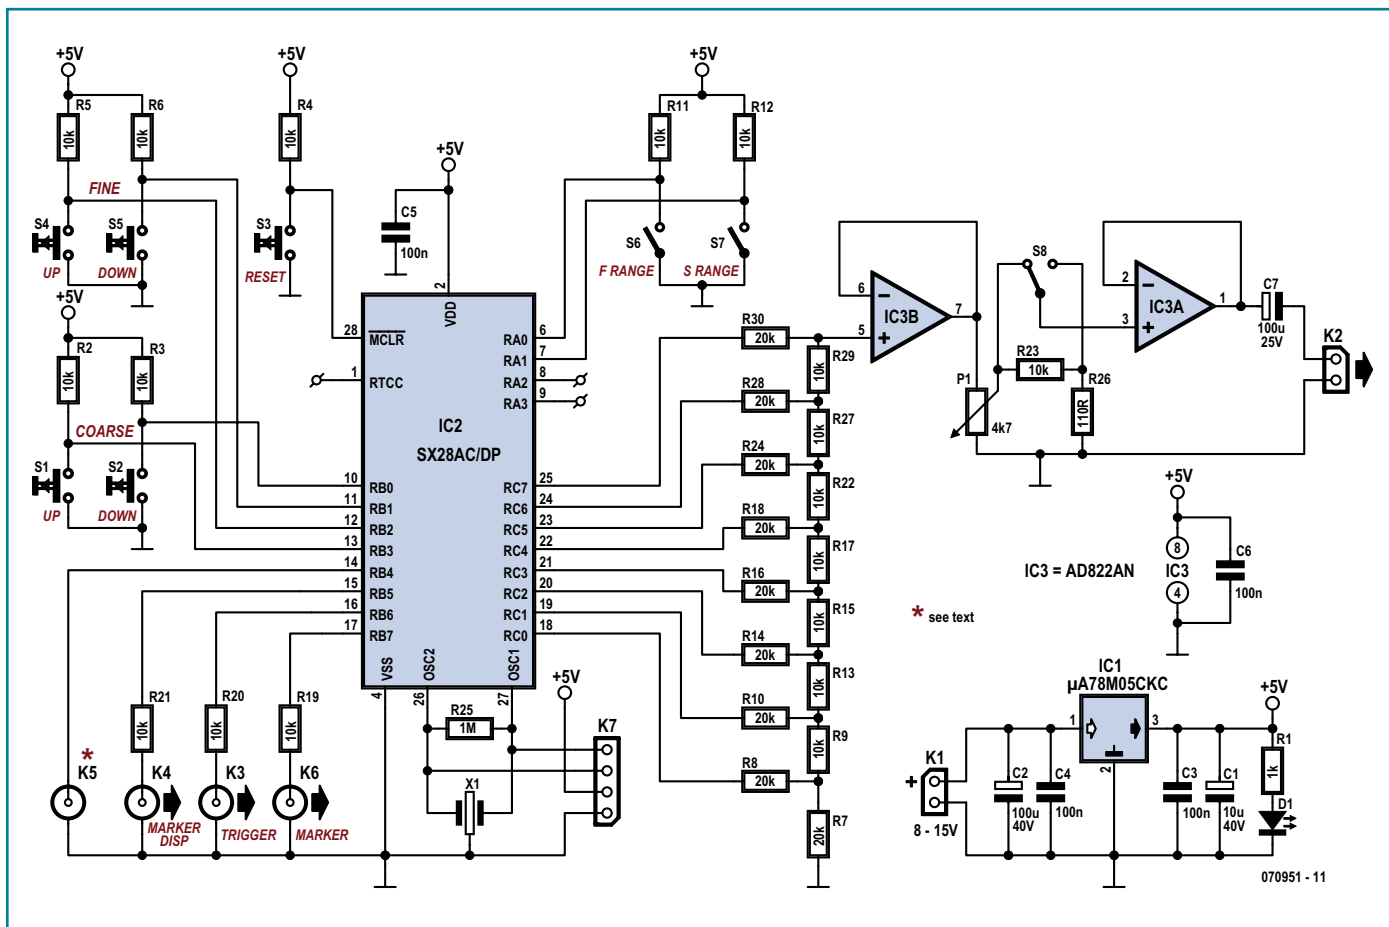 +5V
+5V
+5V
R5
R6
R4
R11
R12
10k
10k
10k
10k
10k
+5V
FINE
S4
S5
S3
C5
100n
S6
S7
UP
DOWN
RESET
F RANGE
S RANGE
S8
+5V
2
VDD
6
IC3B
7
5
2
IC3A
1
3
C7
100u
25V
K2
R2
R3
10k
10k
28
MCLR
1
RTCC
RA0
6
RA1
7
RA2
8
RA3
9
R30
20k
R29
10k
R28
20k
R27
10k
P1
4k7
R23
10k
R26
110R
IC2
SX28AC/DP
COARSE
S1
S2
UP
DOWN
10
RB0
11
RB1
12
RB2
13
RB3
14
RB4
15
RB5
16
RB6
17
RB7
RC7
25
RC6
24
RC5
23
RC4
22
RC3
21
RC2
20
RC1
19
RC0
18
R24
20k
R22
10k
R18
20k
R17
10k
R16
20k
R15
10k
R14
20k
R13
10k
R10
20k
R9
10k
R8
20k
R7
20k
+5V
8
IC3
4
C6
100n
IC3 = AD822AN
* see text
VSS
4
OSC2
26
OSC1
27
+5V
R21
10k
R20
10k
R19
10k
R25
1M
X1
K7
*
K5
K4
K3
K6
MARKER
DISP
TRIGGER
MARKER
IC1
µA78M05CKC
1
3
2
+5V
K1
+
8 - 15V
C2
100u
40V
C4
100n
C3
100n
C1
10u
40V
R1
1k
D1
070951 - 11